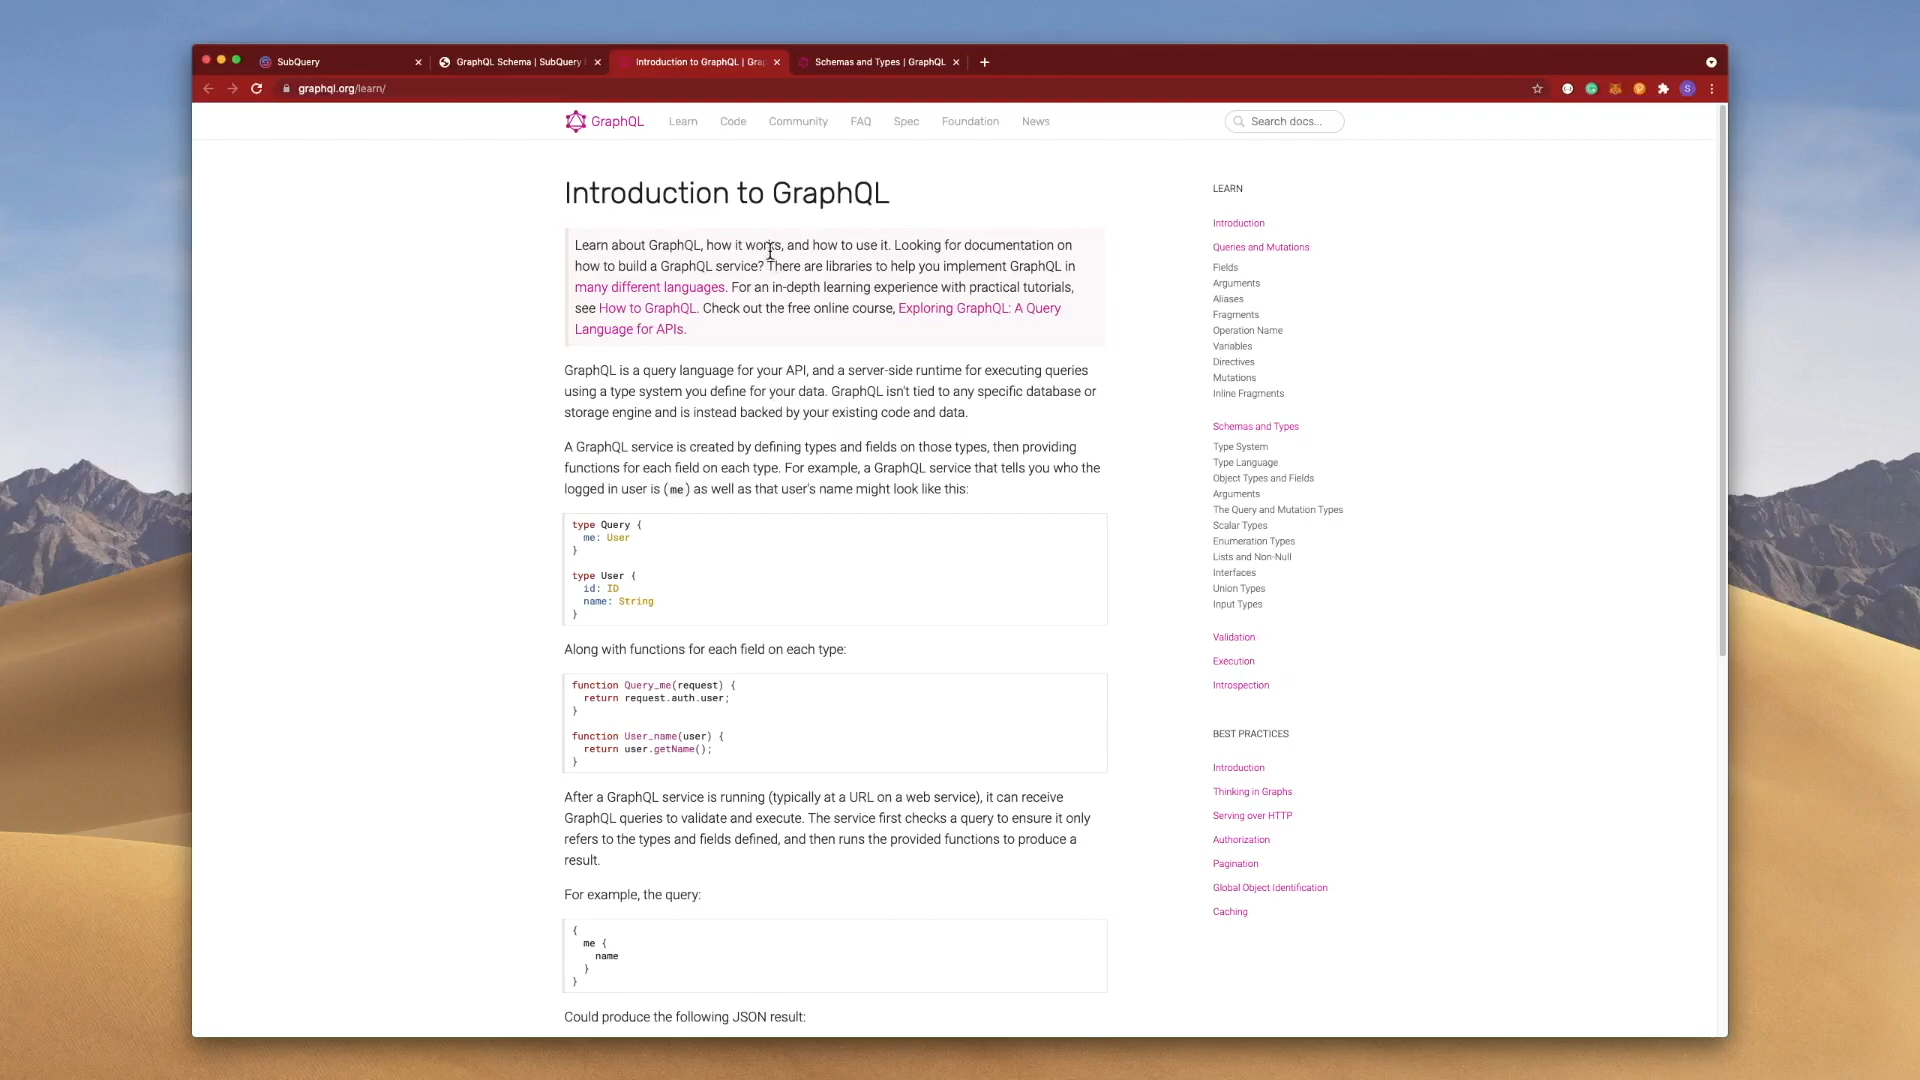 SubQuery
GraphQL Schema | SubQuery
Introduction to GraphQL | Grap
Schemas and Types | GraphQL
graphql.org/learn/
S
GraphQL
Learn
Code
Community
FAQ
Spec
Foundation
News
Search docs...
Introduction to GraphQL
Learn about GraphQL, how it works, and how to use it. Looking for documentation on
how to build a GraphQL service? There are libraries to help you implement GraphQL in
many different languages. For an in-depth learning experience with practical tutorials,
see How to GraphQL. Check out the free online course, Exploring GraphQL: A Query
Language for APIs.
GraphQL is a query language for your API, and a server-side runtime for executing queries
using a type system you define for your data. GraphQL isn't tied to any specific database or
storage engine and is instead backed by your existing code and data.
A GraphQL service is created by defining types and fields on those types, then providing
functions for each field on each type. For example, a GraphQL service that tells you who the
logged in user is (me) as well as that user's name might look like this:
type Query {
me: User
}
type User {
id: ID
name: String
}
Along with functions for each field on each type:
function Query_me(request) {
return request.auth.user;
}
function User_name(user) {
return user.getName();
}
After a GraphQL service is running (typically at a URL on a web service), it can receive
GraphQL queries to validate and execute. The service first checks a query to ensure it only
refers to the types and fields defined, and then runs the provided functions to produce a
result.
For example, the query:
{
me {
name
}
}
Could produce the following JSON result:
LEARN
Introduction
Queries and Mutations
Fields
Arguments
Aliases
Fragments
Operation Name
Variables
Directives
Mutations
Inline Fragments
Schemas and Types
Type System
Type Language
Object Types and Fields
Arguments
The Query and Mutation Types
Scalar Types
Enumeration Types
Lists and Non-Null
Interfaces
Union Types
Input Types
Validation
Execution
Introspection
BEST PRACTICES
Introduction
Thinking in Graphs
Serving over HTTP
Authorization
Pagination
Global Object Identification
Caching